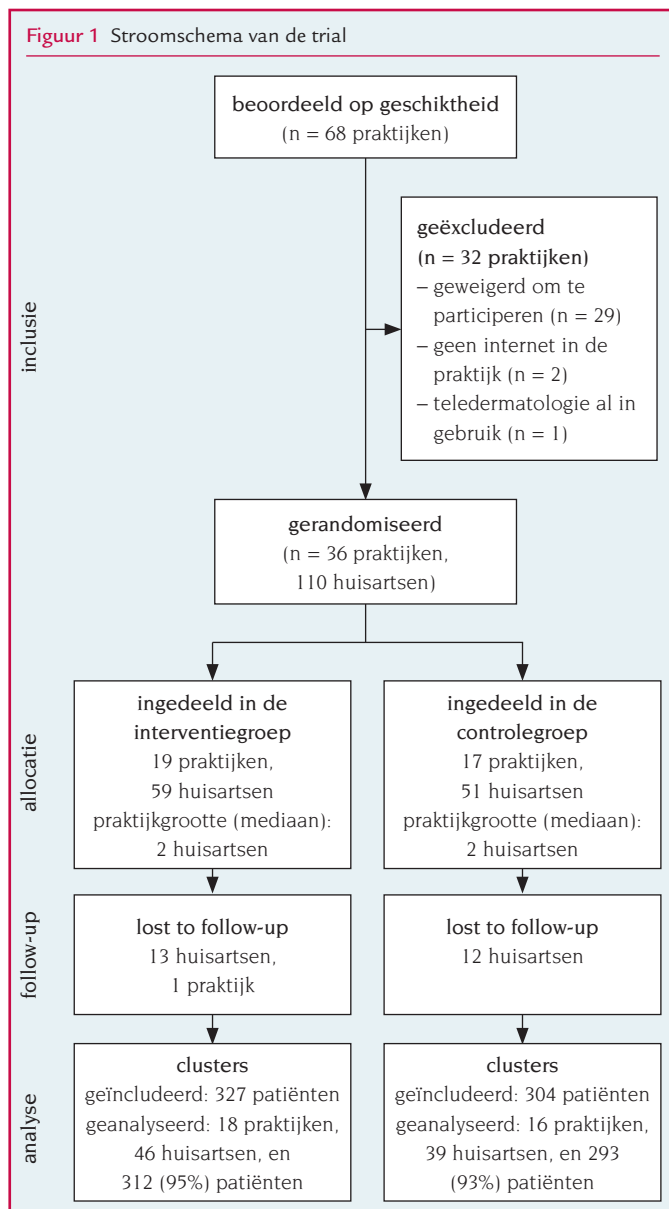 Figuur 1 Stroomschema van de trial
beoordeeld op geschiktheid
(n = 68 praktijken)
geëxcludeerd
(n = 32 praktijken)
– geweigerd om te
participeren (n = 29)
– geen internet in de
praktijk (n = 2)
– teledermatologie al in
gebruik (n = 1)
inclusie
gerandomiseerd
(n = 36 praktijken,
110 huisartsen)
allocatie
ingedeeld in de
interventiegroep
19 praktijken,
59 huisartsen
praktijkgrootte (mediaan):
2 huisartsen
ingedeeld in de
controlegroep
17 praktijken,
51 huisartsen
praktijkgrootte (mediaan):
2 huisartsen
follow-up
lost to follow-up
13 huisartsen,
1 praktijk
lost to follow-up
12 huisartsen
analyse
clusters
geïncludeerd: 327 patiënten
geanalyseerd: 18 praktijken,
46 huisartsen, en
312 (95%) patiënten
clusters
geïncludeerd: 304 patiënten
geanalyseerd: 16 praktijken,
39 huisartsen, en 293
(93%) patiënten